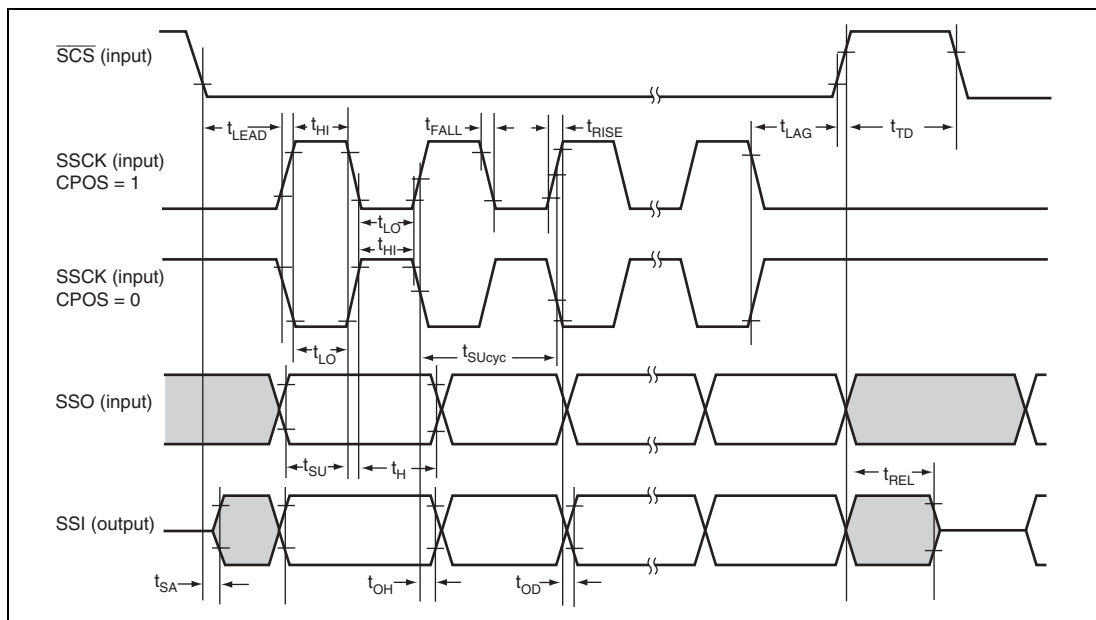 SCS (input)
tLEAD
tHI
tFALL
tRISE
tLAG
tTD
SSCK (input)
CPOS = 1
tLO
tHI
SSCK (input)
CPOS = 0
tLO
tSUcyc
SSO (input)
tSU
tH
tREL
SSI (output)
tSA
tOH
tOD